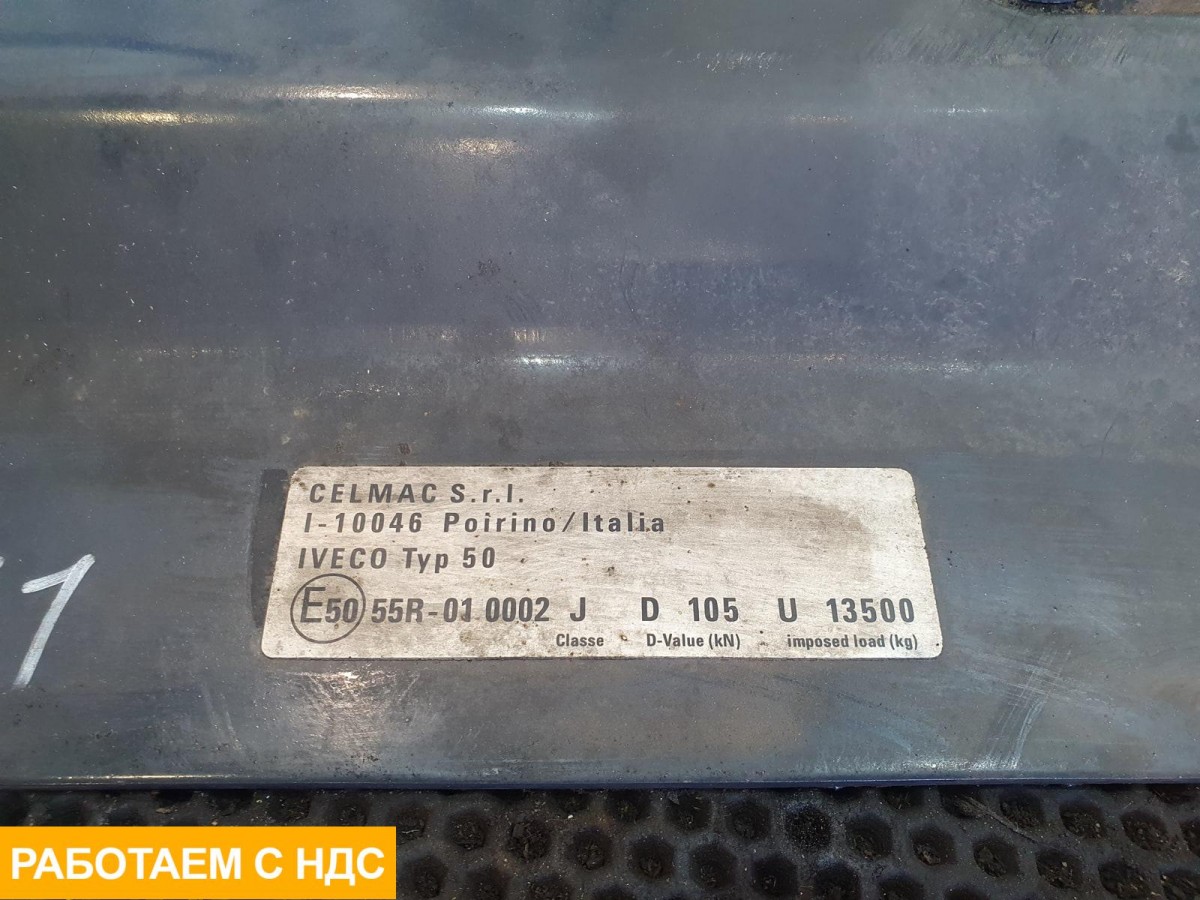 CELMAC S.r.l.
I-10046 Poirino/Italia
IVECO Typ 50
E50 55R-01 0002 J D 105 U 13500
Classe D-Value (kN) imposed load (kg)
1
РАБОТАЕМ С НДС